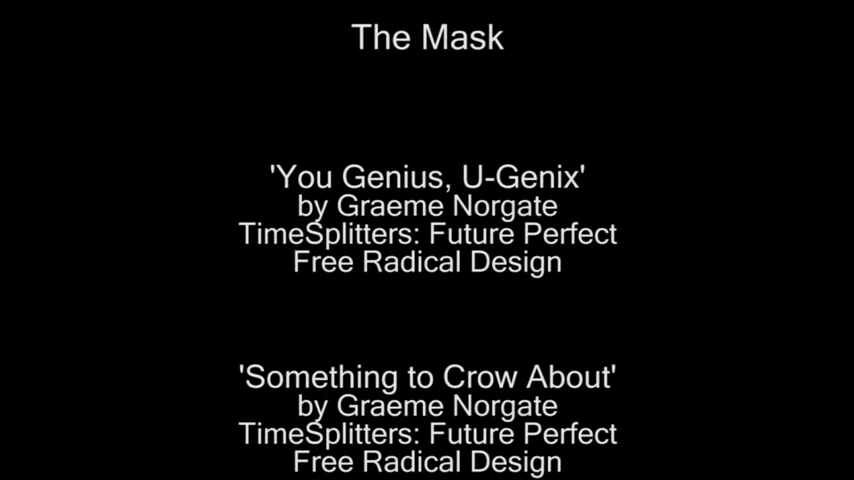 The Mask
'You Genius, U-Genix'
by Graeme Norgate
TimeSplitters: Future Perfect
Free Radical Design
'Something to Crow About'
by Graeme Norgate
TimeSplitters: Future Perfect
Free Radical Design